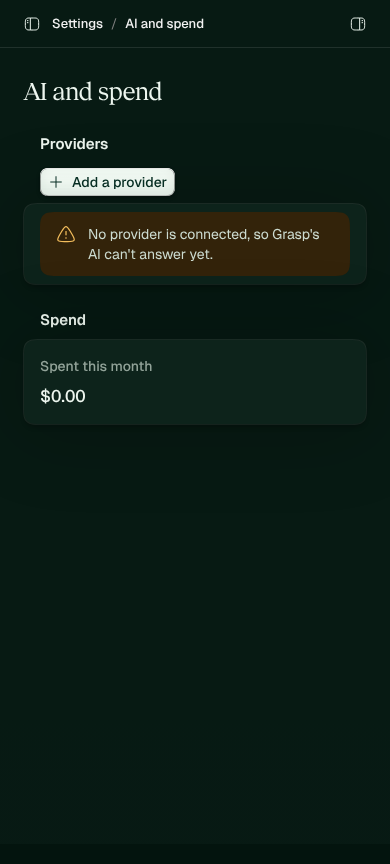 Settings / AI and spend
AI and spend
Providers
Add a provider
No provider is connected, so Grasp's
AI can't answer yet.
Spend
Spent this month
$0.00